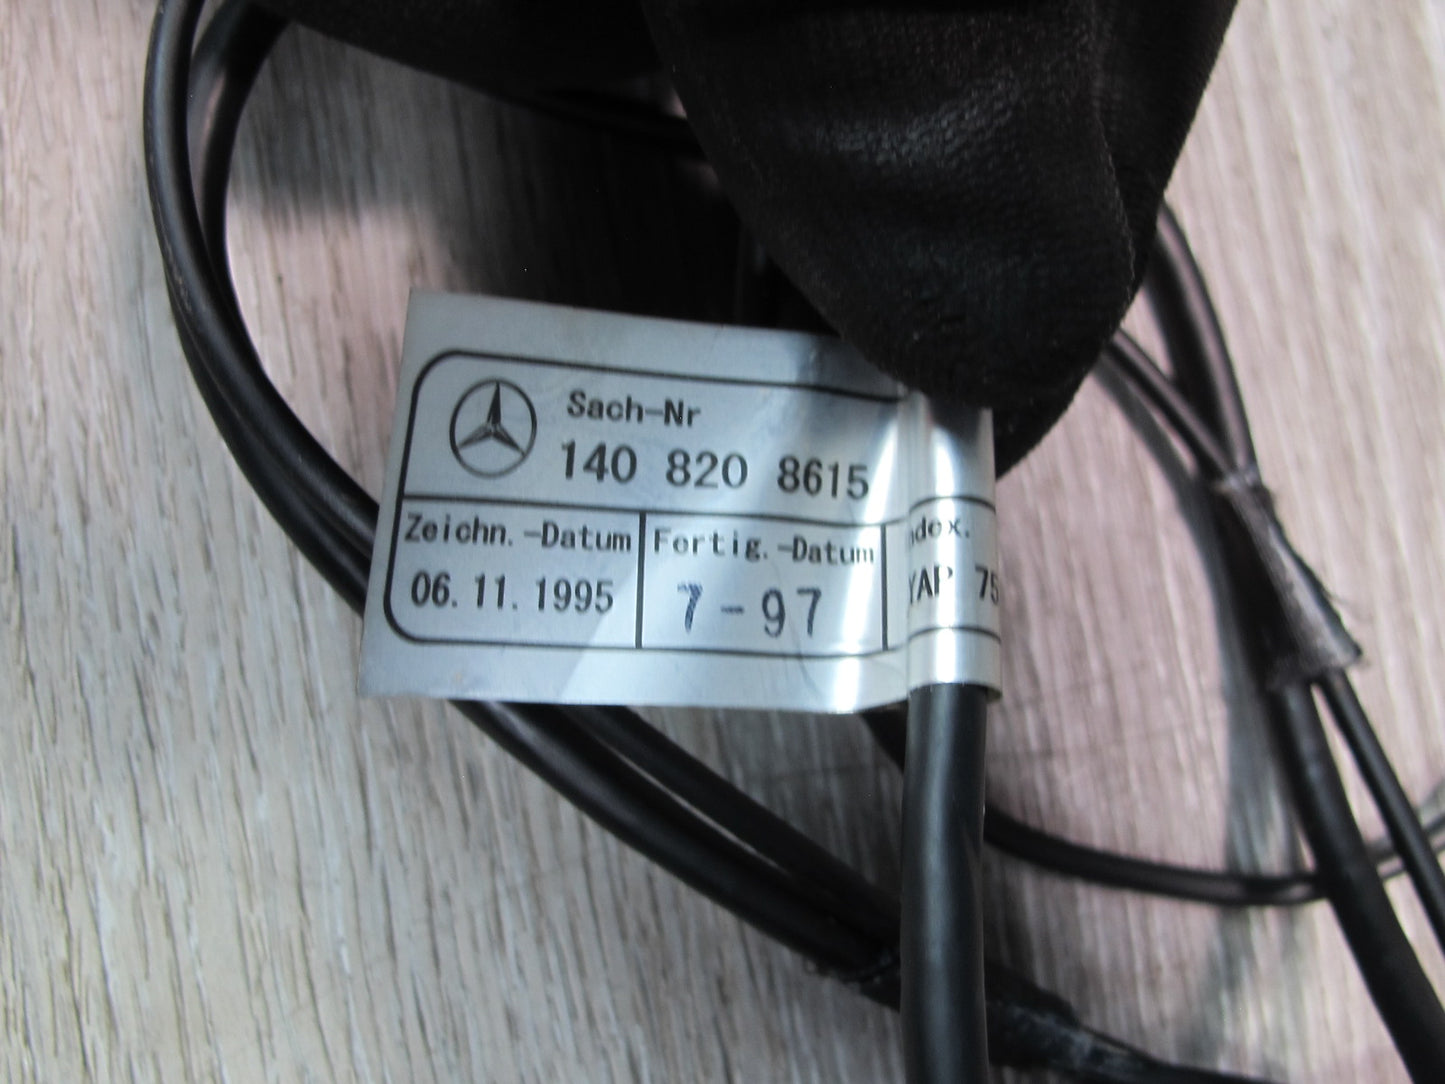 Sach-Nr
140 820 8615
Zeichn.-Datum Fertig.-Datum
06.11.1995 7-97